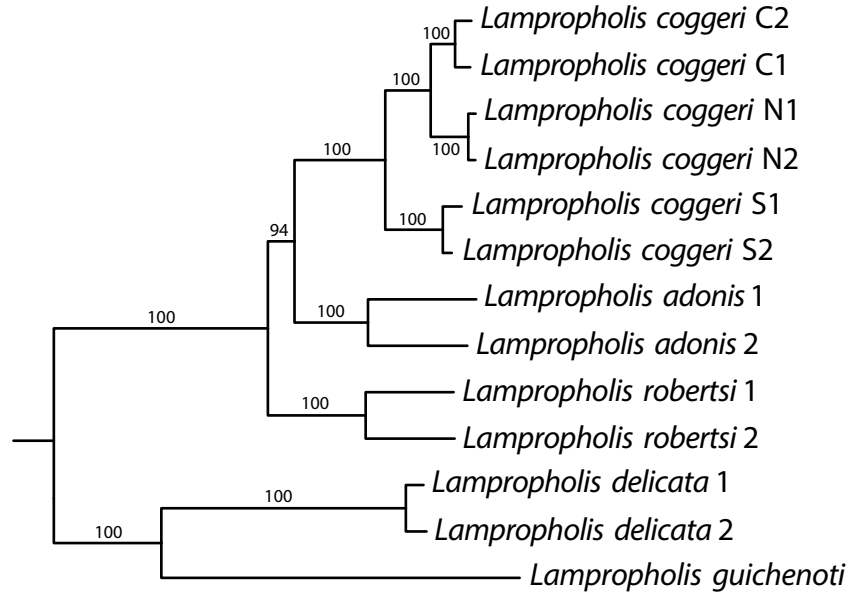 Lampropholis coggeri C2
100
Lampropholis coggeri C1
100
Lampropholis coggeri N1
100
Lampropholis coggeri N2
100
Lampropholis coggeri S1
100
Lampropholis coggeri S2
94
Lampropholis adonis 1
100
Lampropholis adonis 2
100
Lampropholis robertsi 1
100
Lampropholis robertsi 2
Lampropholis delicata 1
100
Lampropholis delicata 2
100
Lampropholis guichenoti